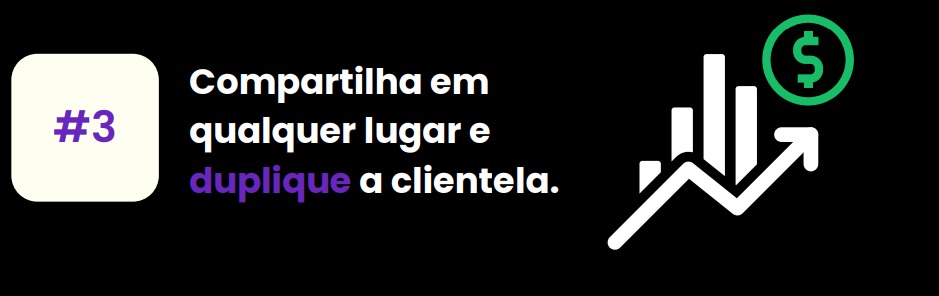 #3
Compartilha em
qualquer lugar e
duplique a clientela.
$